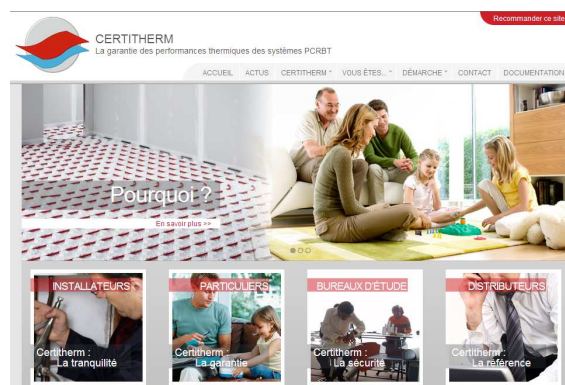 Recommander ce site
CERTITHERM
La garantie des performances thermiques des systèmes PCRBT
ACCUEIL ACTUS CERTITHERM VOUS ÊTES... DÉMARCHE CONTACT DOCUMENTATION
Pourquoi ?
En savoir plus >>
INSTALLATEURS PARTICULIERS BUREAUX D'ÉTUDE DISTRIBUTEURS
Certitherm : Certitherm : Certitherm : Certitherm :
La tranquilité La garantie La sécurité La référence